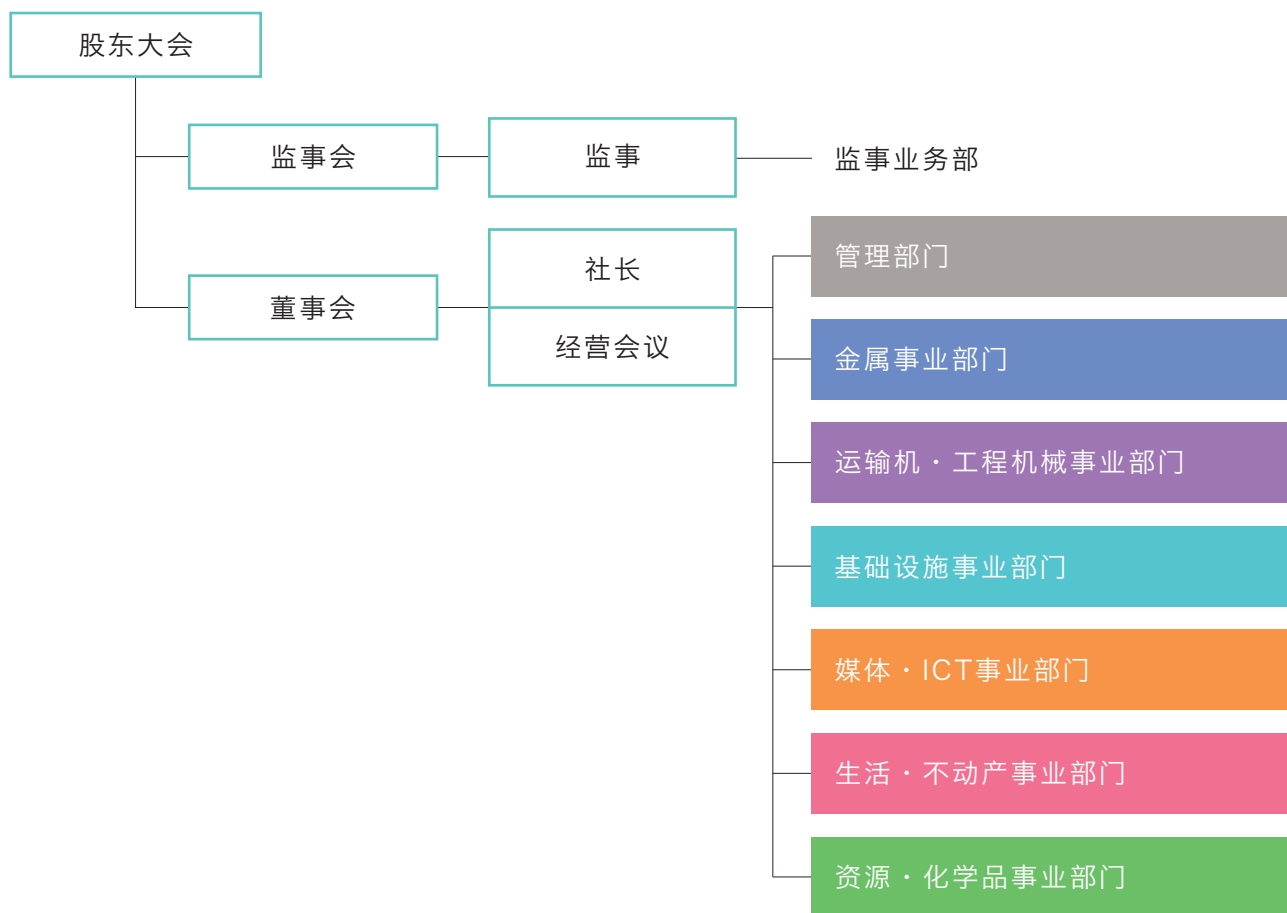 股东大会
监事会
监事
监事业务部
董事会
社长
经营会议
管理部门
金属事业部门
运输机・工程机械事业部门
基础设施事业部门
媒体・ICT事业部门
生活・不动产事业部门
资源・化学品事业部门